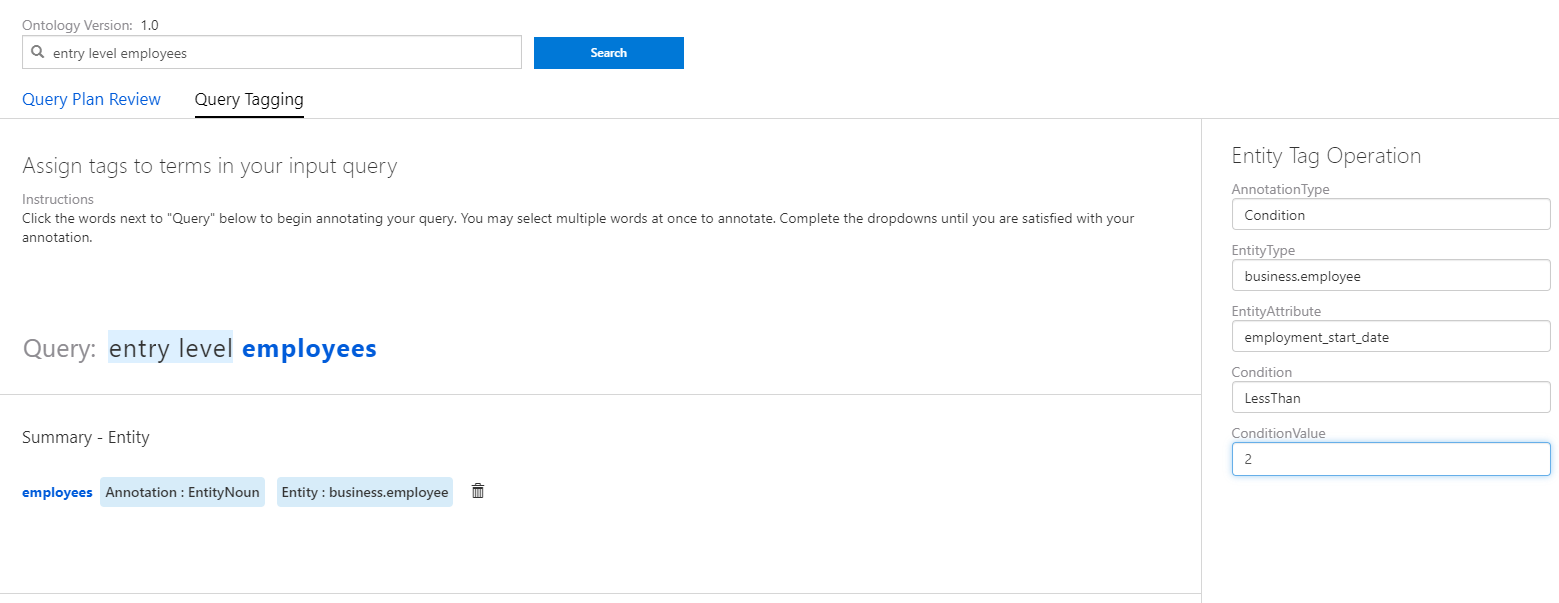 Ontology Version: 1.0
entry level employees
Search
Query Plan Review
Query Tagging
Assign tags to terms in your input query
Instructions
Click the words next to "Query" below to begin annotating your query. You may select multiple words at once to annotate. Complete the dropdowns until you are satisfied with your
annotation.
Query: entry level employees
Summary - Entity
employees Annotation : EntityNoun Entity : business.employee
Entity Tag Operation
AnnotationType
Condition
EntityType
business.employee
EntityAttribute
employment_start_date
Condition
LessThan
ConditionValue
2